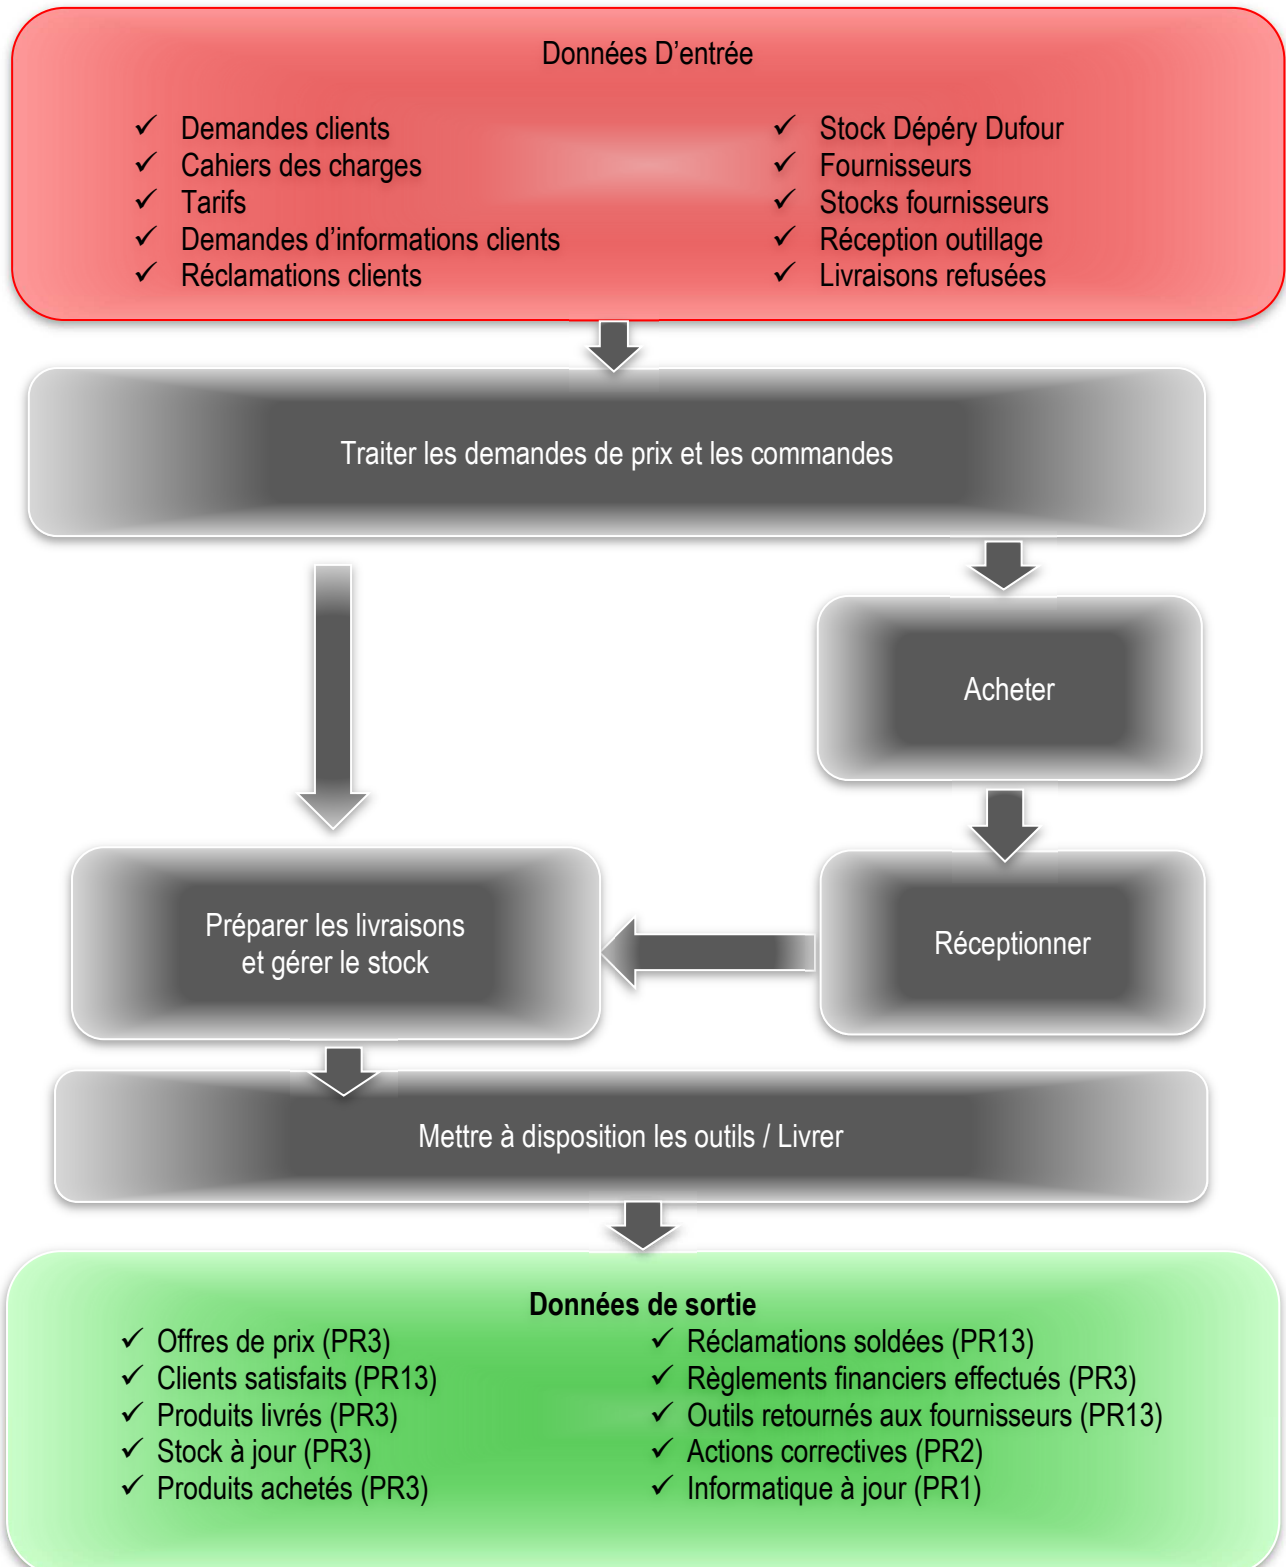 Données D’entrée
✓ Demandes clients
✓ Cahiers des charges
✓ Tarifs
✓ Demandes d’informations clients
✓ Réclamations clients
✓ Stock Dépéry Dufour
✓ Fournisseurs
✓ Stocks fournisseurs
✓ Réception outillage
✓ Livraisons refusées
Traiter les demandes de prix et les commandes
Acheter
Réceptionner
Préparer les livraisons
et gérer le stock
Mettre à disposition les outils / Livrer
Données de sortie
✓ Offres de prix (PR3)
✓ Clients satisfaits (PR13)
✓ Produits livrés (PR3)
✓ Stock à jour (PR3)
✓ Produits achetés (PR3)
✓ Réclamations soldées (PR13)
✓ Règlements financiers effectués (PR3)
✓ Outils retournés aux fournisseurs (PR13)
✓ Actions correctives (PR2)
✓ Informatique à jour (PR1)